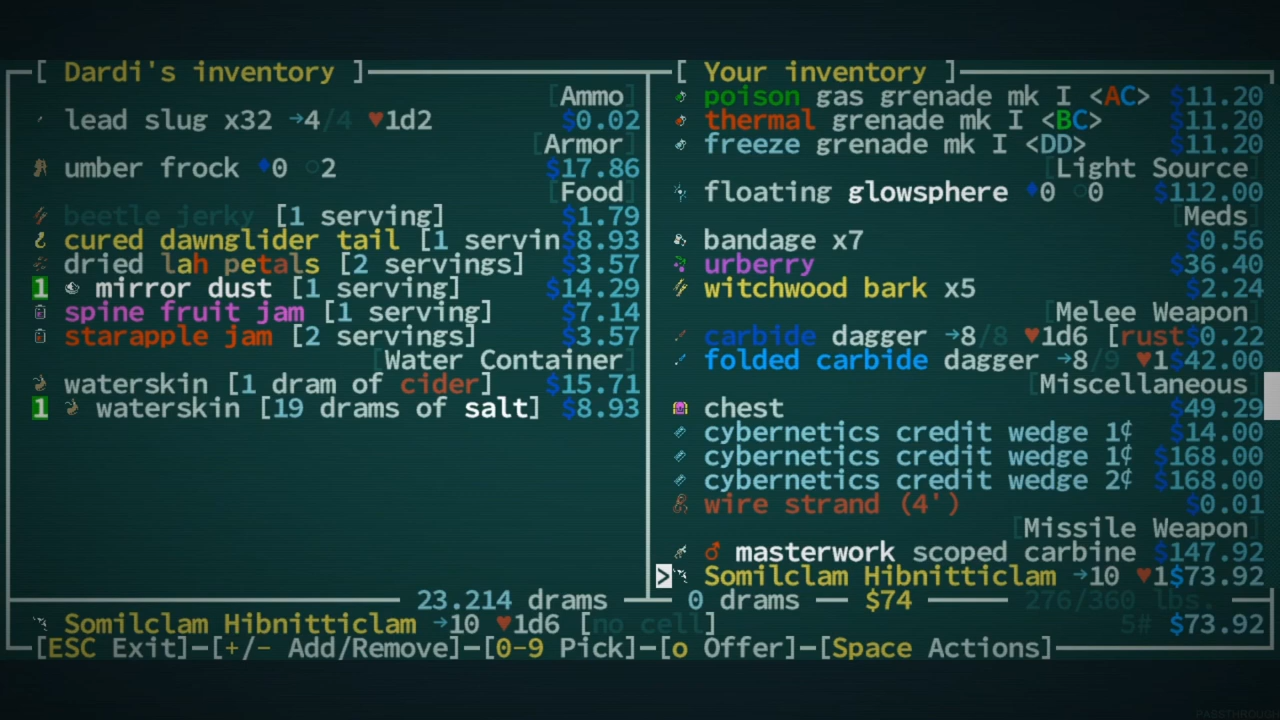 [ Dardi's inventory ]
[Ammo]
lead slug x32 →4/4 ♥1d2 $0.02
[Armor]
umber frock ♦0 ○2 $17.86
[Food]
beetle jerky [1 serving] $1.79
cured dawnglider tail [1 servin$8.93
dried lah petals [2 servings] $3.57
1 mirror dust [1 serving] $14.29
spine fruit jam [1 serving] $7.14
starapple jam [2 servings] $3.57
[Water Container]
waterskin [1 dram of cider] $15.71
1 waterskin [19 drams of salt] $8.93
23.214 drams
[ Your inventory ]
poison gas grenade mk I <AC> $11.20
thermal grenade mk I <BC> $11.20
freeze grenade mk I <DD> $11.20
[Light Source]
floating glowsphere ♦0 ○0 $112.00
[Meds]
bandage x7 $0.56
urberry $36.40
witchwood bark x5 $2.24
[Melee Weapon]
carbide dagger →8/8 ♥1d6 [rust$0.22
folded carbide dagger →8/9 ♥1$42.00
[Miscellaneous]
chest $49.29
cybernetics credit wedge 1¢ $14.00
cybernetics credit wedge 1¢ $168.00
cybernetics credit wedge 2¢ $168.00
wire strand (4') $0.01
[Missile Weapon]
♂ masterwork scoped carbine $147.92
> Somilclam Hibnitticlam →10 ♥1$73.92
0 drams — $74 276/360 lbs.
Somilclam Hibnitticlam →10 ♥1d6 [no cell] 5# $73.92
[ESC Exit]—[+/- Add/Remove]—[0-9 Pick]—[o Offer]—[Space Actions]